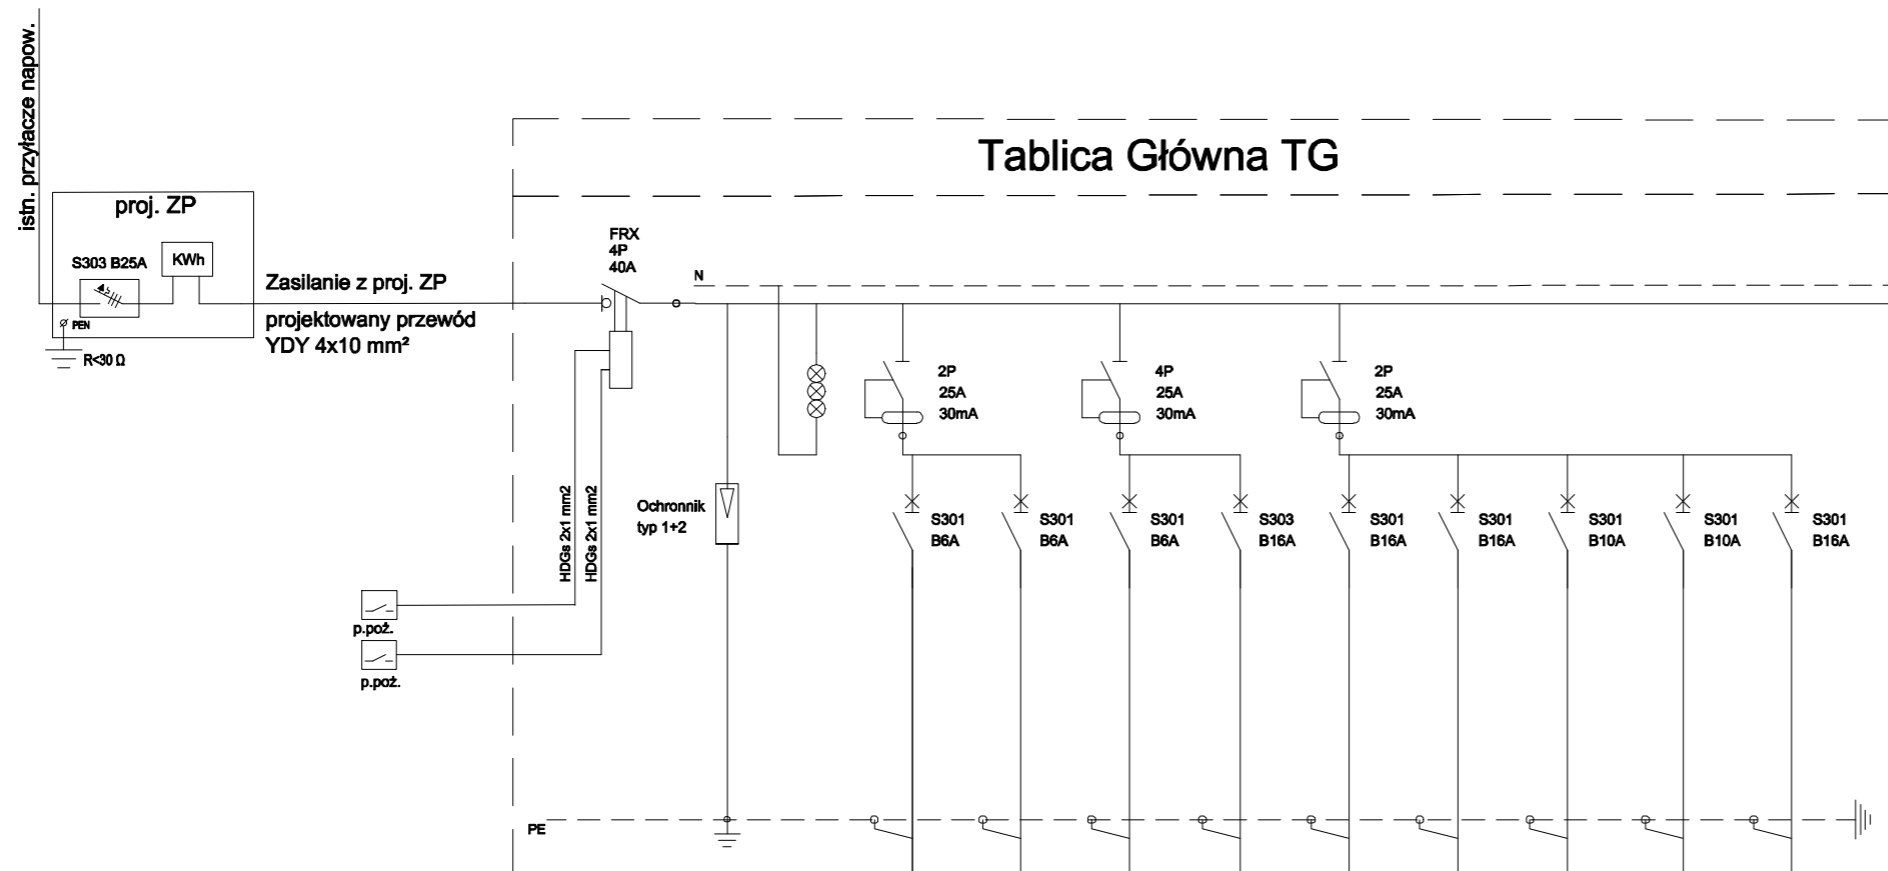 istn. przyłacze napow.
Tablica Główna TG
proj. ZP
S303 B25A
KWh
PEN
R<30 Ω
Zasilanie z proj. ZP
projektowany przewód
YDY 4x10 mm²
FRX
4P
40A
N
2P
25A
30mA
4P
25A
30mA
2P
25A
30mA
HDGs 2x1 mm2
HDGs 2x1 mm2
Ochronnik
typ 1+2
S301
B6A
S301
B6A
S301
B6A
S303
B16A
S301
B16A
S301
B16A
S301
B10A
S301
B10A
S301
B16A
p.poż.
p.poż.
PE